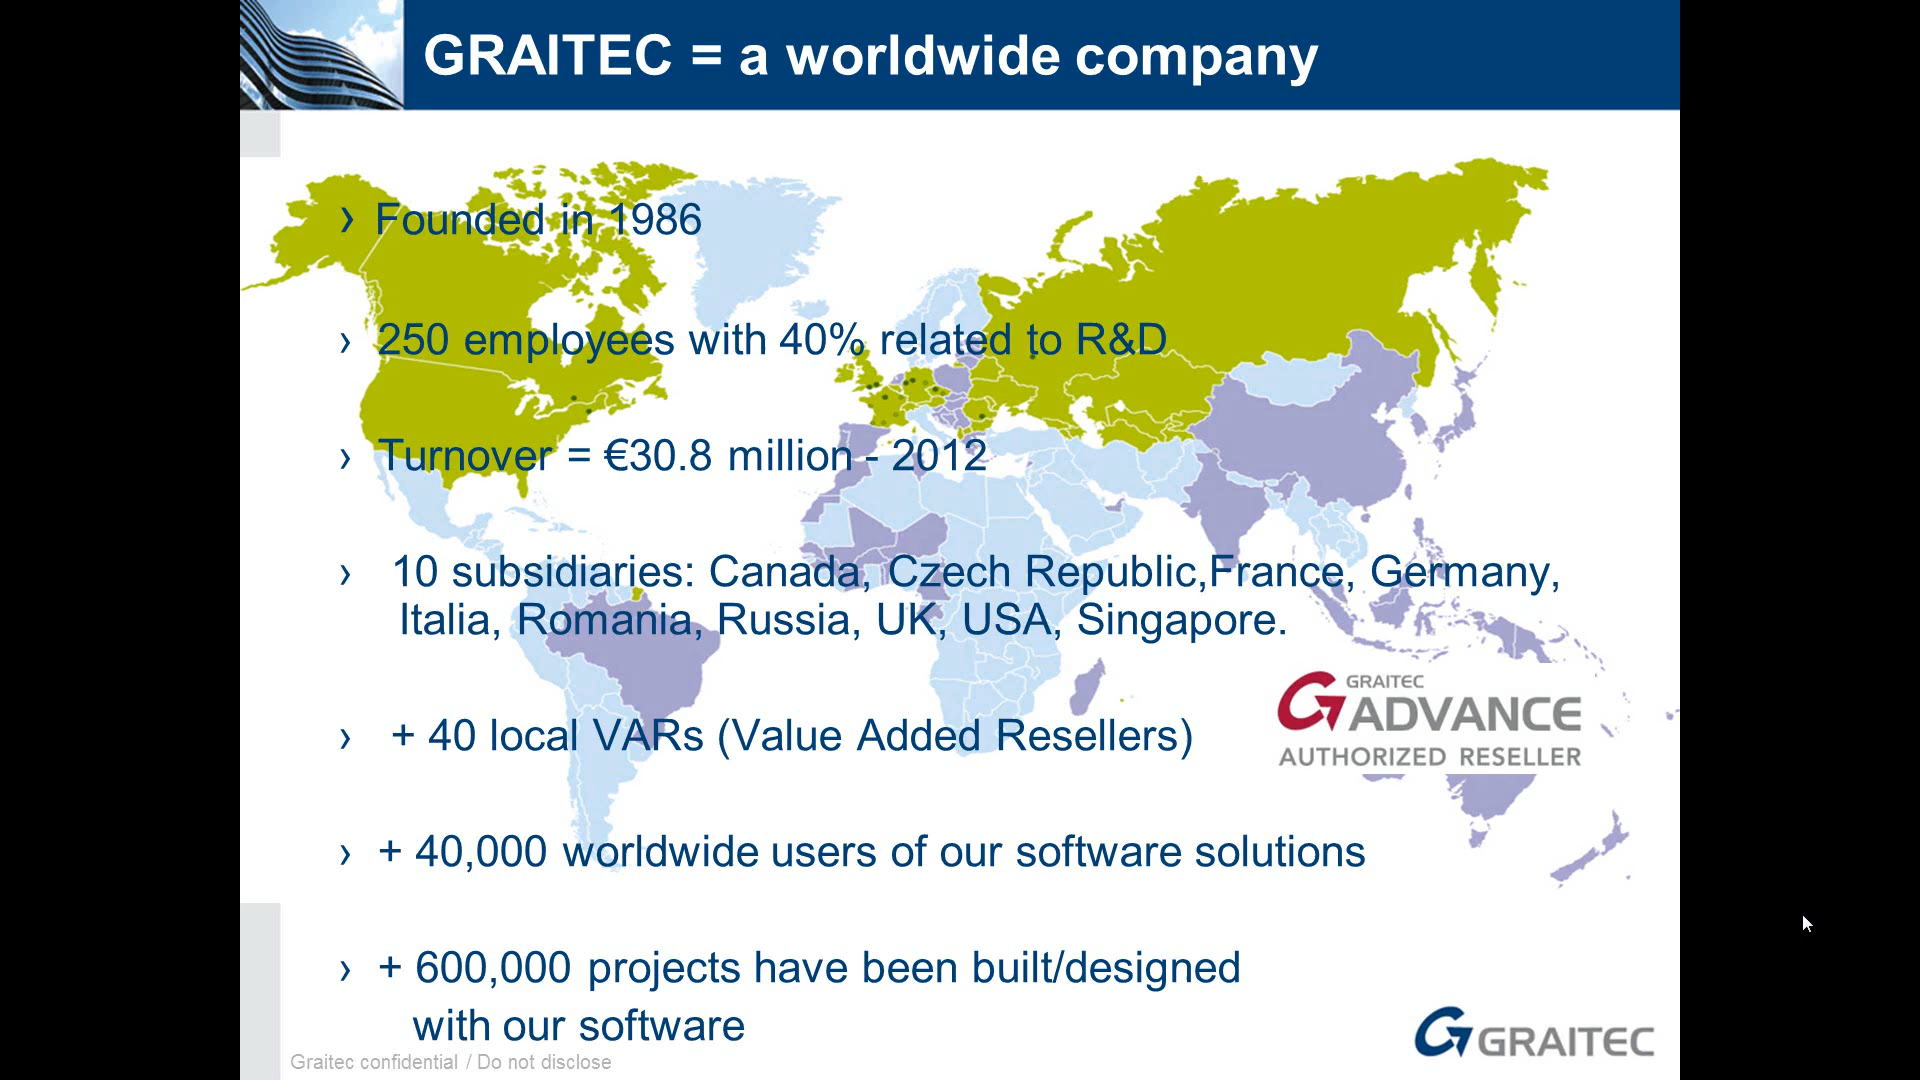 GRAITEC = a worldwide company
› Founded in 1986
› 250 employees with 40% related to R&D
› Turnover = €30.8 million - 2012
› 10 subsidiaries: Canada, Czech Republic,France, Germany,
Italia, Romania, Russia, UK, USA, Singapore.
GRAITEC
ADVANCE
AUTHORIZED RESELLER
› + 40 local VARs (Value Added Resellers)
› + 40,000 worldwide users of our software solutions
› + 600,000 projects have been built/designed
with our software
GRAITEC
Graitec confidential / Do not disclose